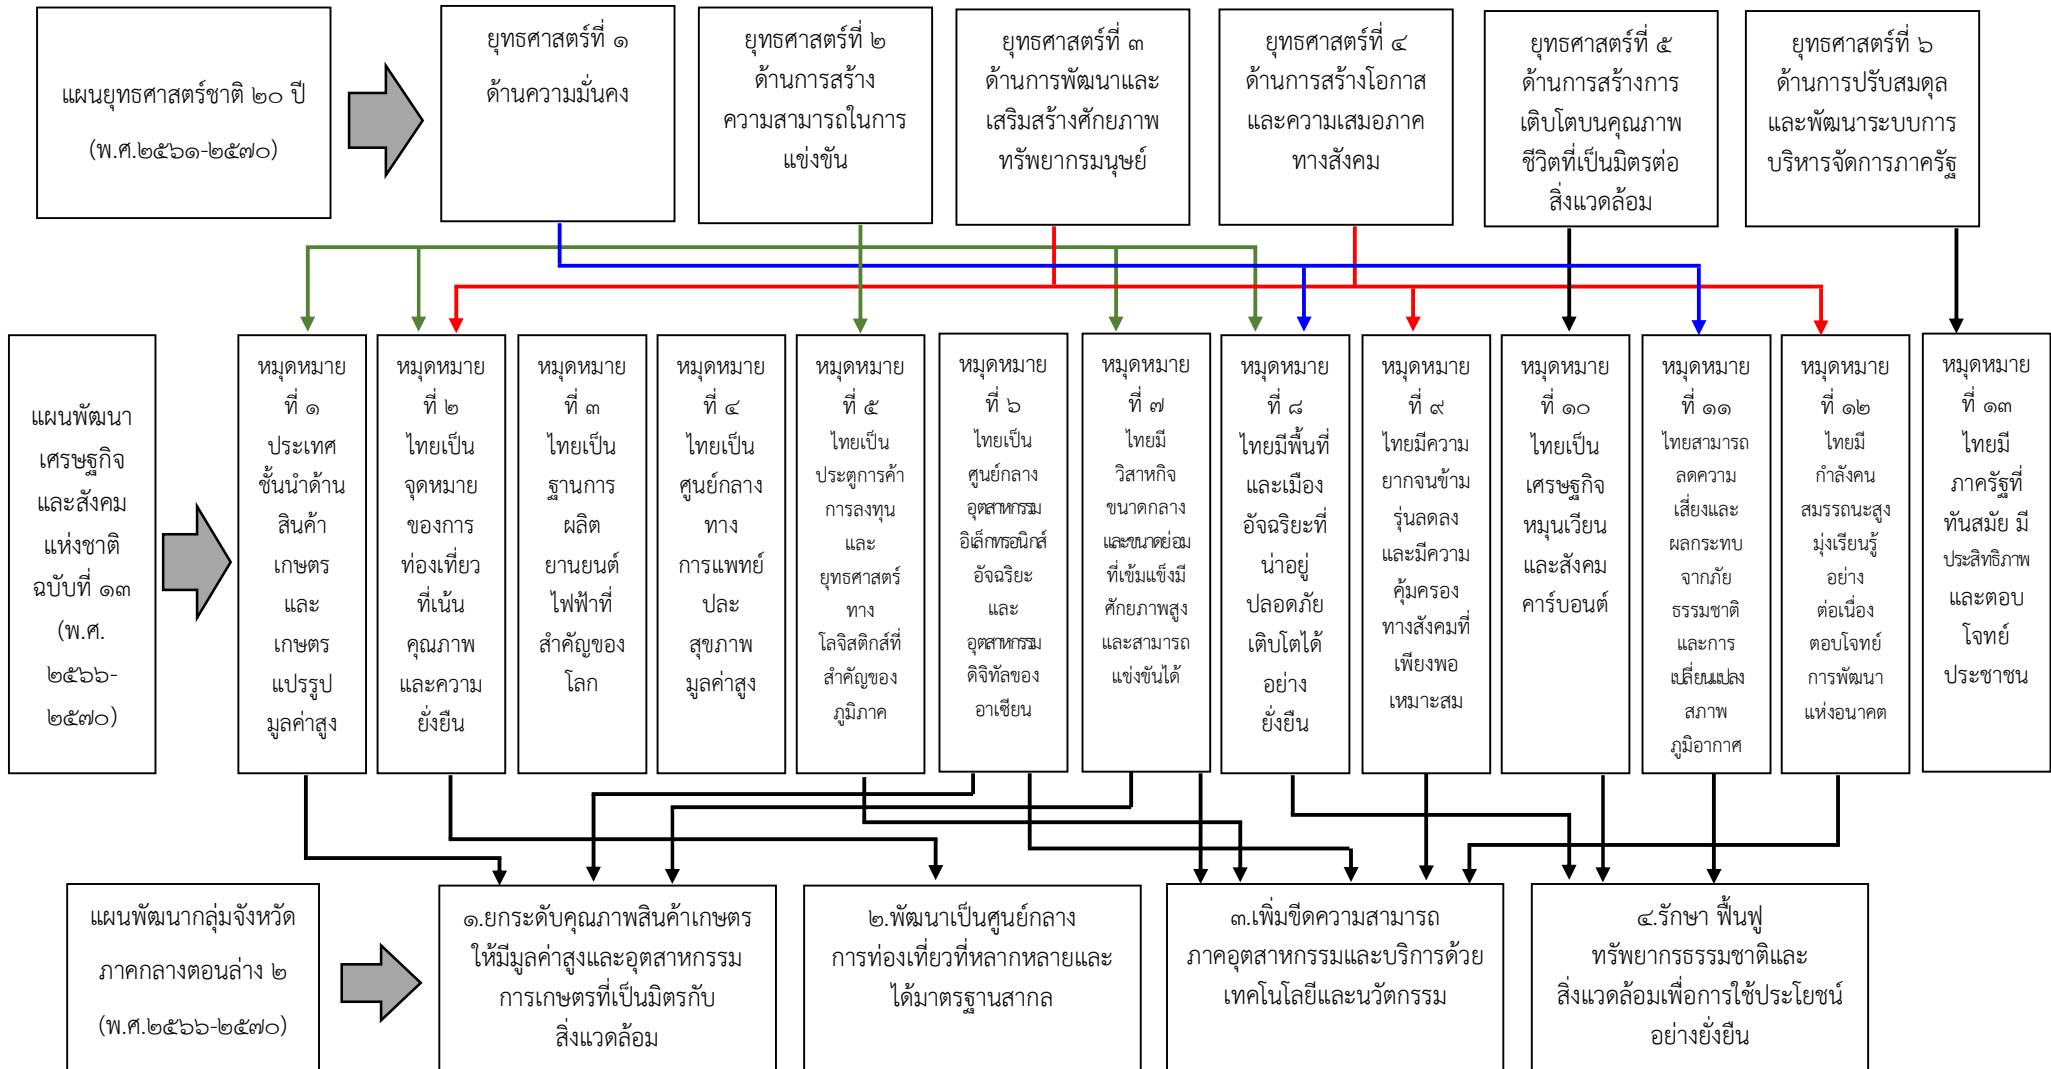 แผนยุทธศาสตร์ชาติ ๒๐ ปี
(พ.ศ.๒๕๖๑-๒๕๗๐)
ยุทธศาสตร์ที่ ๑
ด้านความมั่นคง
ยุทธศาสตร์ที่ ๒
ด้านการสร้าง
ความสามารถในการ
แข่งขัน
ยุทธศาสตร์ที่ ๓
ด้านการพัฒนาและ
เสริมสร้างศักยภาพ
ทรัพยากรมนุษย์
ยุทธศาสตร์ที่ ๔
ด้านการสร้างโอกาส
และความเสมอภาค
ทางสังคม
ยุทธศาสตร์ที่ ๕
ด้านการสร้างการ
เติบโตบนคุณภาพ
ชีวิตที่เป็นมิตรต่อ
สิ่งแวดล้อม
ยุทธศาสตร์ที่ ๖
ด้านการปรับสมดุล
และพัฒนาระบบการ
บริหารจัดการภาครัฐ
แผนพัฒนา
เศรษฐกิจ
และสังคม
แห่งชาติ
ฉบับที่ ๑๓
(พ.ศ.
๒๕๖๖-
๒๕๗๐)
หมุดหมาย
ที่ ๑
ประเทศ
ชั้นนำด้าน
สินค้า
เกษตร
และ
เกษตร
แปรรูป
มูลค่าสูง
หมุดหมาย
ที่ ๒
ไทยเป็น
จุดหมาย
ของการ
ท่องเที่ยว
ที่เน้น
คุณภาพ
และความ
ยั่งยืน
หมุดหมาย
ที่ ๓
ไทยเป็น
ฐานการ
ผลิต
ยานยนต์
ไฟฟ้าที่
สำคัญของ
โลก
หมุดหมาย
ที่ ๔
ไทยเป็น
ศูนย์กลาง
ทาง
การแพทย์
ปละ
สุขภาพ
มูลค่าสูง
หมุดหมาย
ที่ ๕
ไทยเป็น
ประตูการค้า
การลงทุน
และ
ยุทธศาสตร์
ทาง
โลจิสติกส์ที่
สำคัญของ
ภูมิภาค
หมุดหมาย
ที่ ๖
ไทยเป็น
ศูนย์กลาง
อุตสาหกรรม
อิเล็กทรอนิกส์
อัจฉริยะ
และ
อุตสาหกรรม
ดิจิทัลของ
อาเซียน
หมุดหมาย
ที่ ๗
ไทยมี
วิสาหกิจ
ขนาดกลาง
และขนาดย่อม
ที่เข้มแข็งมี
ศักยภาพสูง
และสามารถ
แข่งขันได้
หมุดหมาย
ที่ ๘
ไทยมีพื้นที่
และเมือง
อัจฉริยะที่
น่าอยู่
ปลอดภัย
เติบโตได้
อย่าง
ยั่งยืน
หมุดหมาย
ที่ ๙
ไทยมีความ
ยากจนข้าม
รุ่นลดลง
และมีความ
คุ้มครอง
ทางสังคมที่
เพียงพอ
เหมาะสม
หมุดหมาย
ที่ ๑๐
ไทยเป็น
เศรษฐกิจ
หมุนเวียน
และสังคม
คาร์บอนต์
หมุดหมาย
ที่ ๑๑
ไทยสามารถ
ลดความ
เสี่ยงและ
ผลกระทบ
จากภัย
ธรรมชาติ
และการ
เปลี่ยนแปลง
สภาพ
ภูมิอากาศ
หมุดหมาย
ที่ ๑๒
ไทยมี
กำลังคน
สมรรถนะสูง
มุ่งเรียนรู้
อย่าง
ต่อเนื่อง
ตอบโจทย์
การพัฒนา
แห่งอนาคต
หมุดหมาย
ที่ ๑๓
ไทยมี
ภาครัฐที่
ทันสมัย มี
ประสิทธิภาพ
และตอบ
โจทย์
ประชาชน
แผนพัฒนากลุ่มจังหวัด
ภาคกลางตอนล่าง ๒
(พ.ศ.๒๕๖๖-๒๕๗๐)
๑.ยกระดับคุณภาพสินค้าเกษตร
ให้มีมูลค่าสูงและอุตสาหกรรม
การเกษตรที่เป็นมิตรกับ
สิ่งแวดล้อม
๒.พัฒนาเป็นศูนย์กลาง
การท่องเที่ยวที่หลากหลายและ
ได้มาตรฐานสากล
๓.เพิ่มขีดความสามารถ
ภาคอุตสาหกรรมและบริการด้วย
เทคโนโลยีและนวัตกรรม
๔.รักษา ฟื้นฟู
ทรัพยากรธรรมชาติและ
สิ่งแวดล้อมเพื่อการใช้ประโยชน์
อย่างยั่งยืน